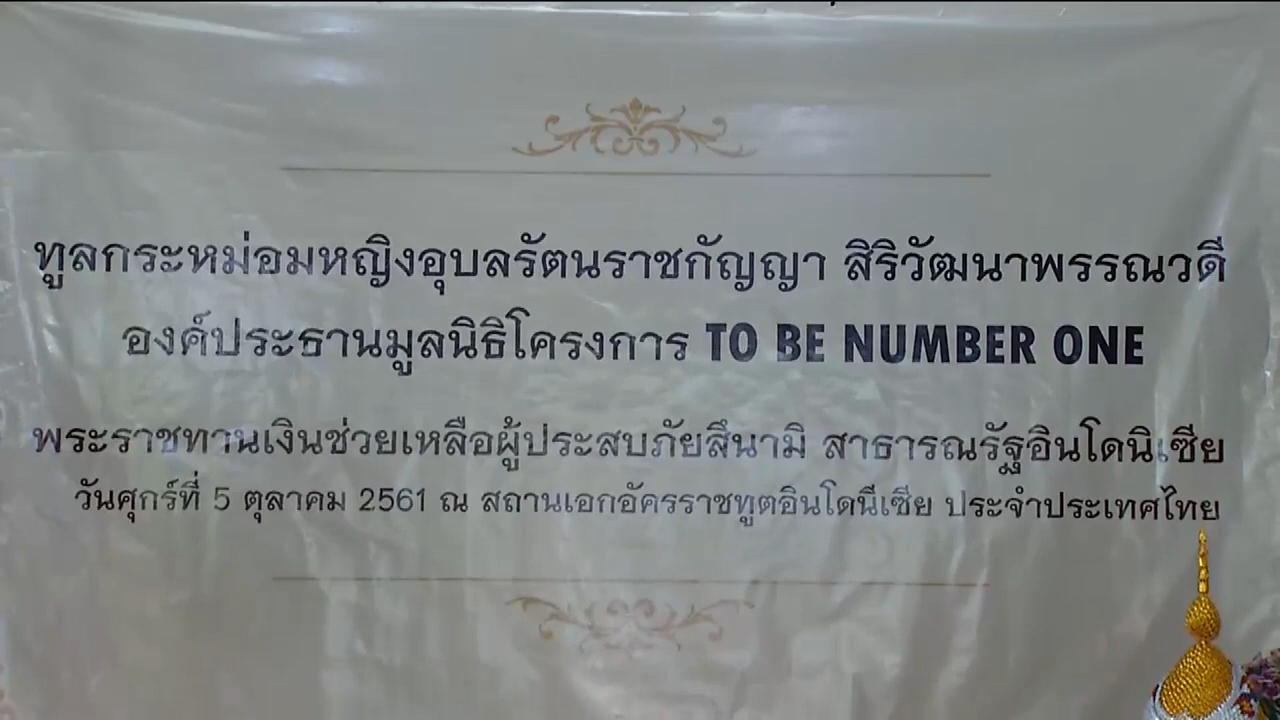 ทูลกระหม่อมหญิงอุบลรัตนราชกัญญา สิริวัฒนาพรรณวดี
องค์ประธานมูลนิธิโครงการ TO BE NUMBER ONE
พระราชทานเงินช่วยเหลือผู้ประสบภัยสึนามิ สาธารณรัฐอินโดนิเซีย
วันศุกร์ที่ 5 ตุลาคม 2561 ณ สถานเอกอัครราชทูตอินโดนีเซีย ประจำประเทศไทย